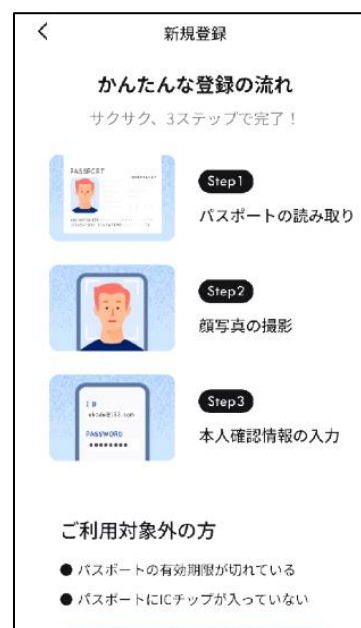 新規登録
かんたんな登録の流れ
サクサク、3ステップで完了！
PASSPORT
Step1
パスポートの読み取り
Step2
顔写真の撮影
I D
PASSWORD
Step3
本人確認情報の入力
ご利用対象外の方
● パスポートの有効期限が切れている
● パスポートにICチップが入っていない